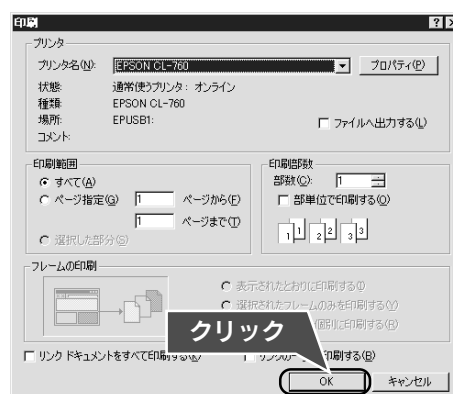 印刷
プリンタ
プリンタ名(N): EPSON CL-760 プロパティ(P)
状態: 通常使うプリンタ: オンライン
種類: EPSON CL-760
場所: EPUSB1:
コメント: ファイルへ出力する(L)
印刷範囲
すべて(A)
ページ指定(G) 1 ページから(F)
1 ページまで(T)
選択した部分(S)
印刷部数
部数(C): 1
部単位で印刷する(O)
1 1 2 2 3 3
フレームの印刷
表示されたとおりに印刷する(I)
選択されたフレームのみを印刷する(Y)
個別に印刷する(R)
クリック
リンク ドキュメントをすべて印刷する
印刷する(B)
OK キャンセル